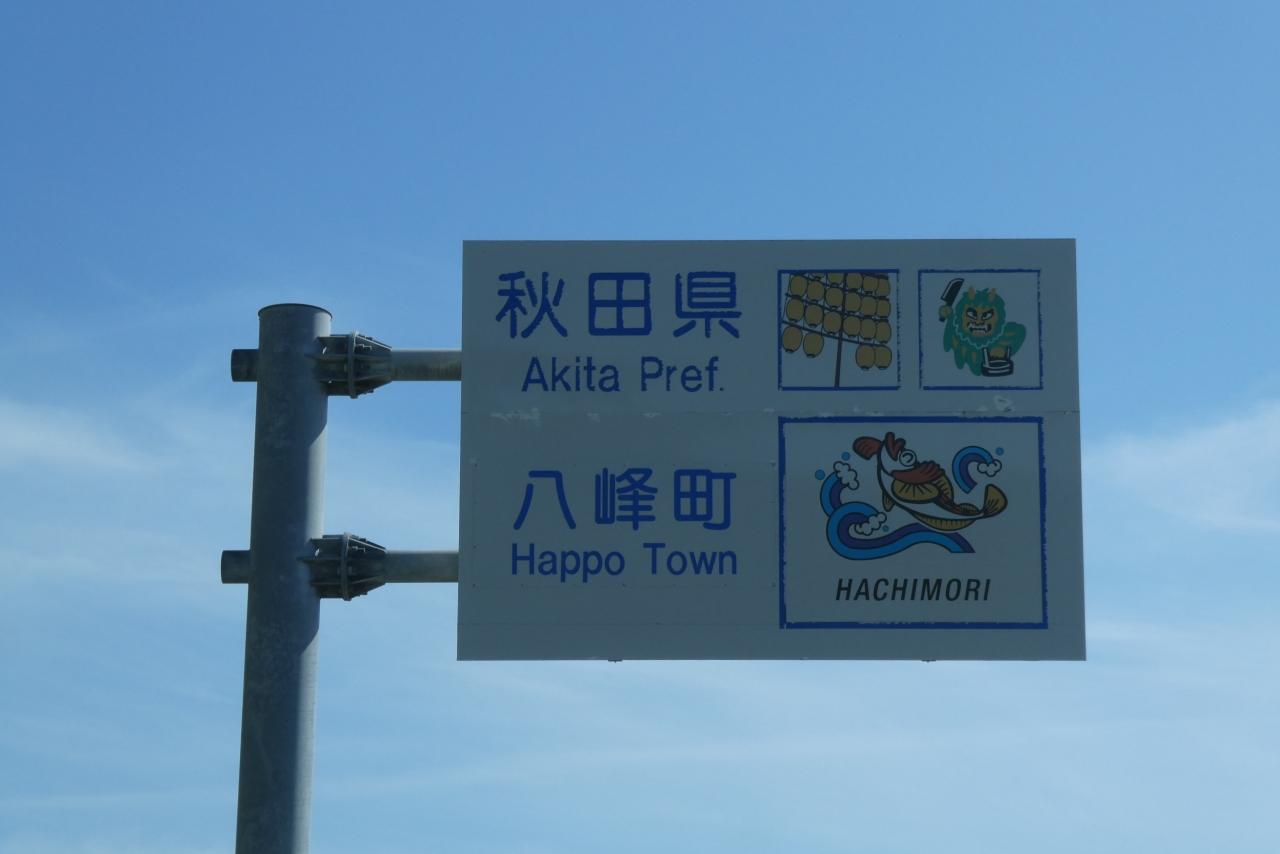 秋田県
Akita Pref.
八峰町
Happo Town
HACHIMORI